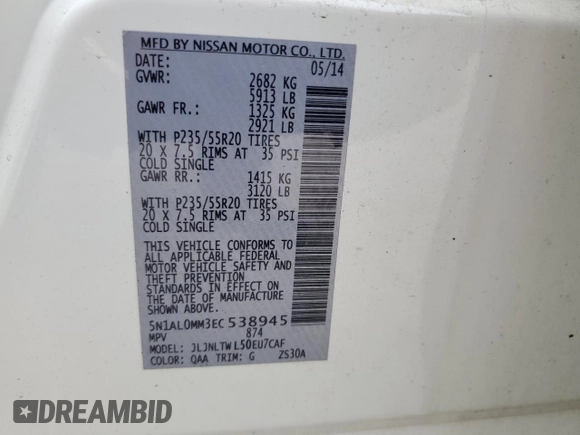 MFD BY NISSAN MOTOR CO., LTD.
DATE: 05/14
GVWR: 2682 KG
5913 LB
GAWR FR.: 1325 KG
2921 LB
WITH P235/55R20 TIRES
20 X 7.5 RIMS AT 35 PSI
COLD SINGLE
GAWR RR.: 1415 KG
3120 LB
WITH P235/55R20 TIRES
20 X 7.5 RIMS AT 35 PSI
COLD SINGLE
THIS VEHICLE CONFORMS TO
ALL APPLICABLE FEDERAL
MOTOR VEHICLE SAFETY AND
THEFT PREVENTION
STANDARDS IN EFFECT ON
THE DATE OF MANUFACTURE
SHOWN ABOVE.
5N1AL0MM3EC538945
MPV 874
MODEL: JLJNLTWL50EU7CAF
COLOR: QAA TRIM: G ZS30A
DREAMBID